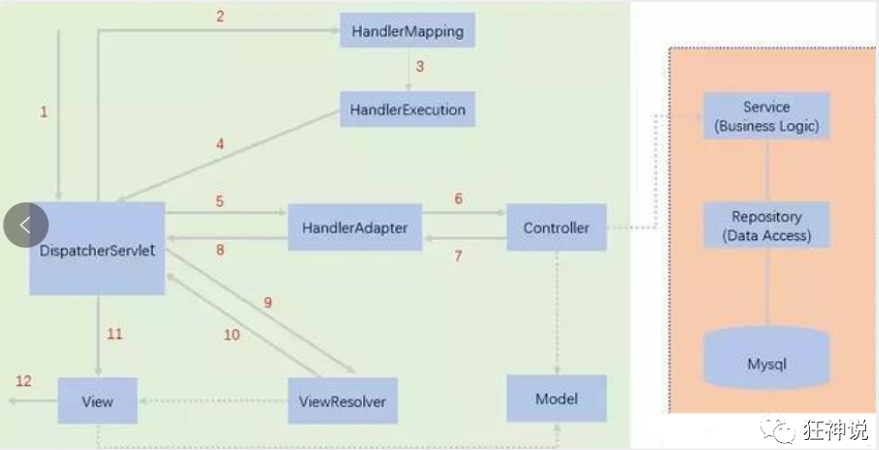 2
HandlerMapping
1
3
HandlerExecution
Service
(Business Logic)
4
5
6
HandlerAdapter
Controller
Repository
(Data Access)
DispatcherServlet
8
7
9
10
11
Mysql
12
View
ViewResolver
Model
狂神说